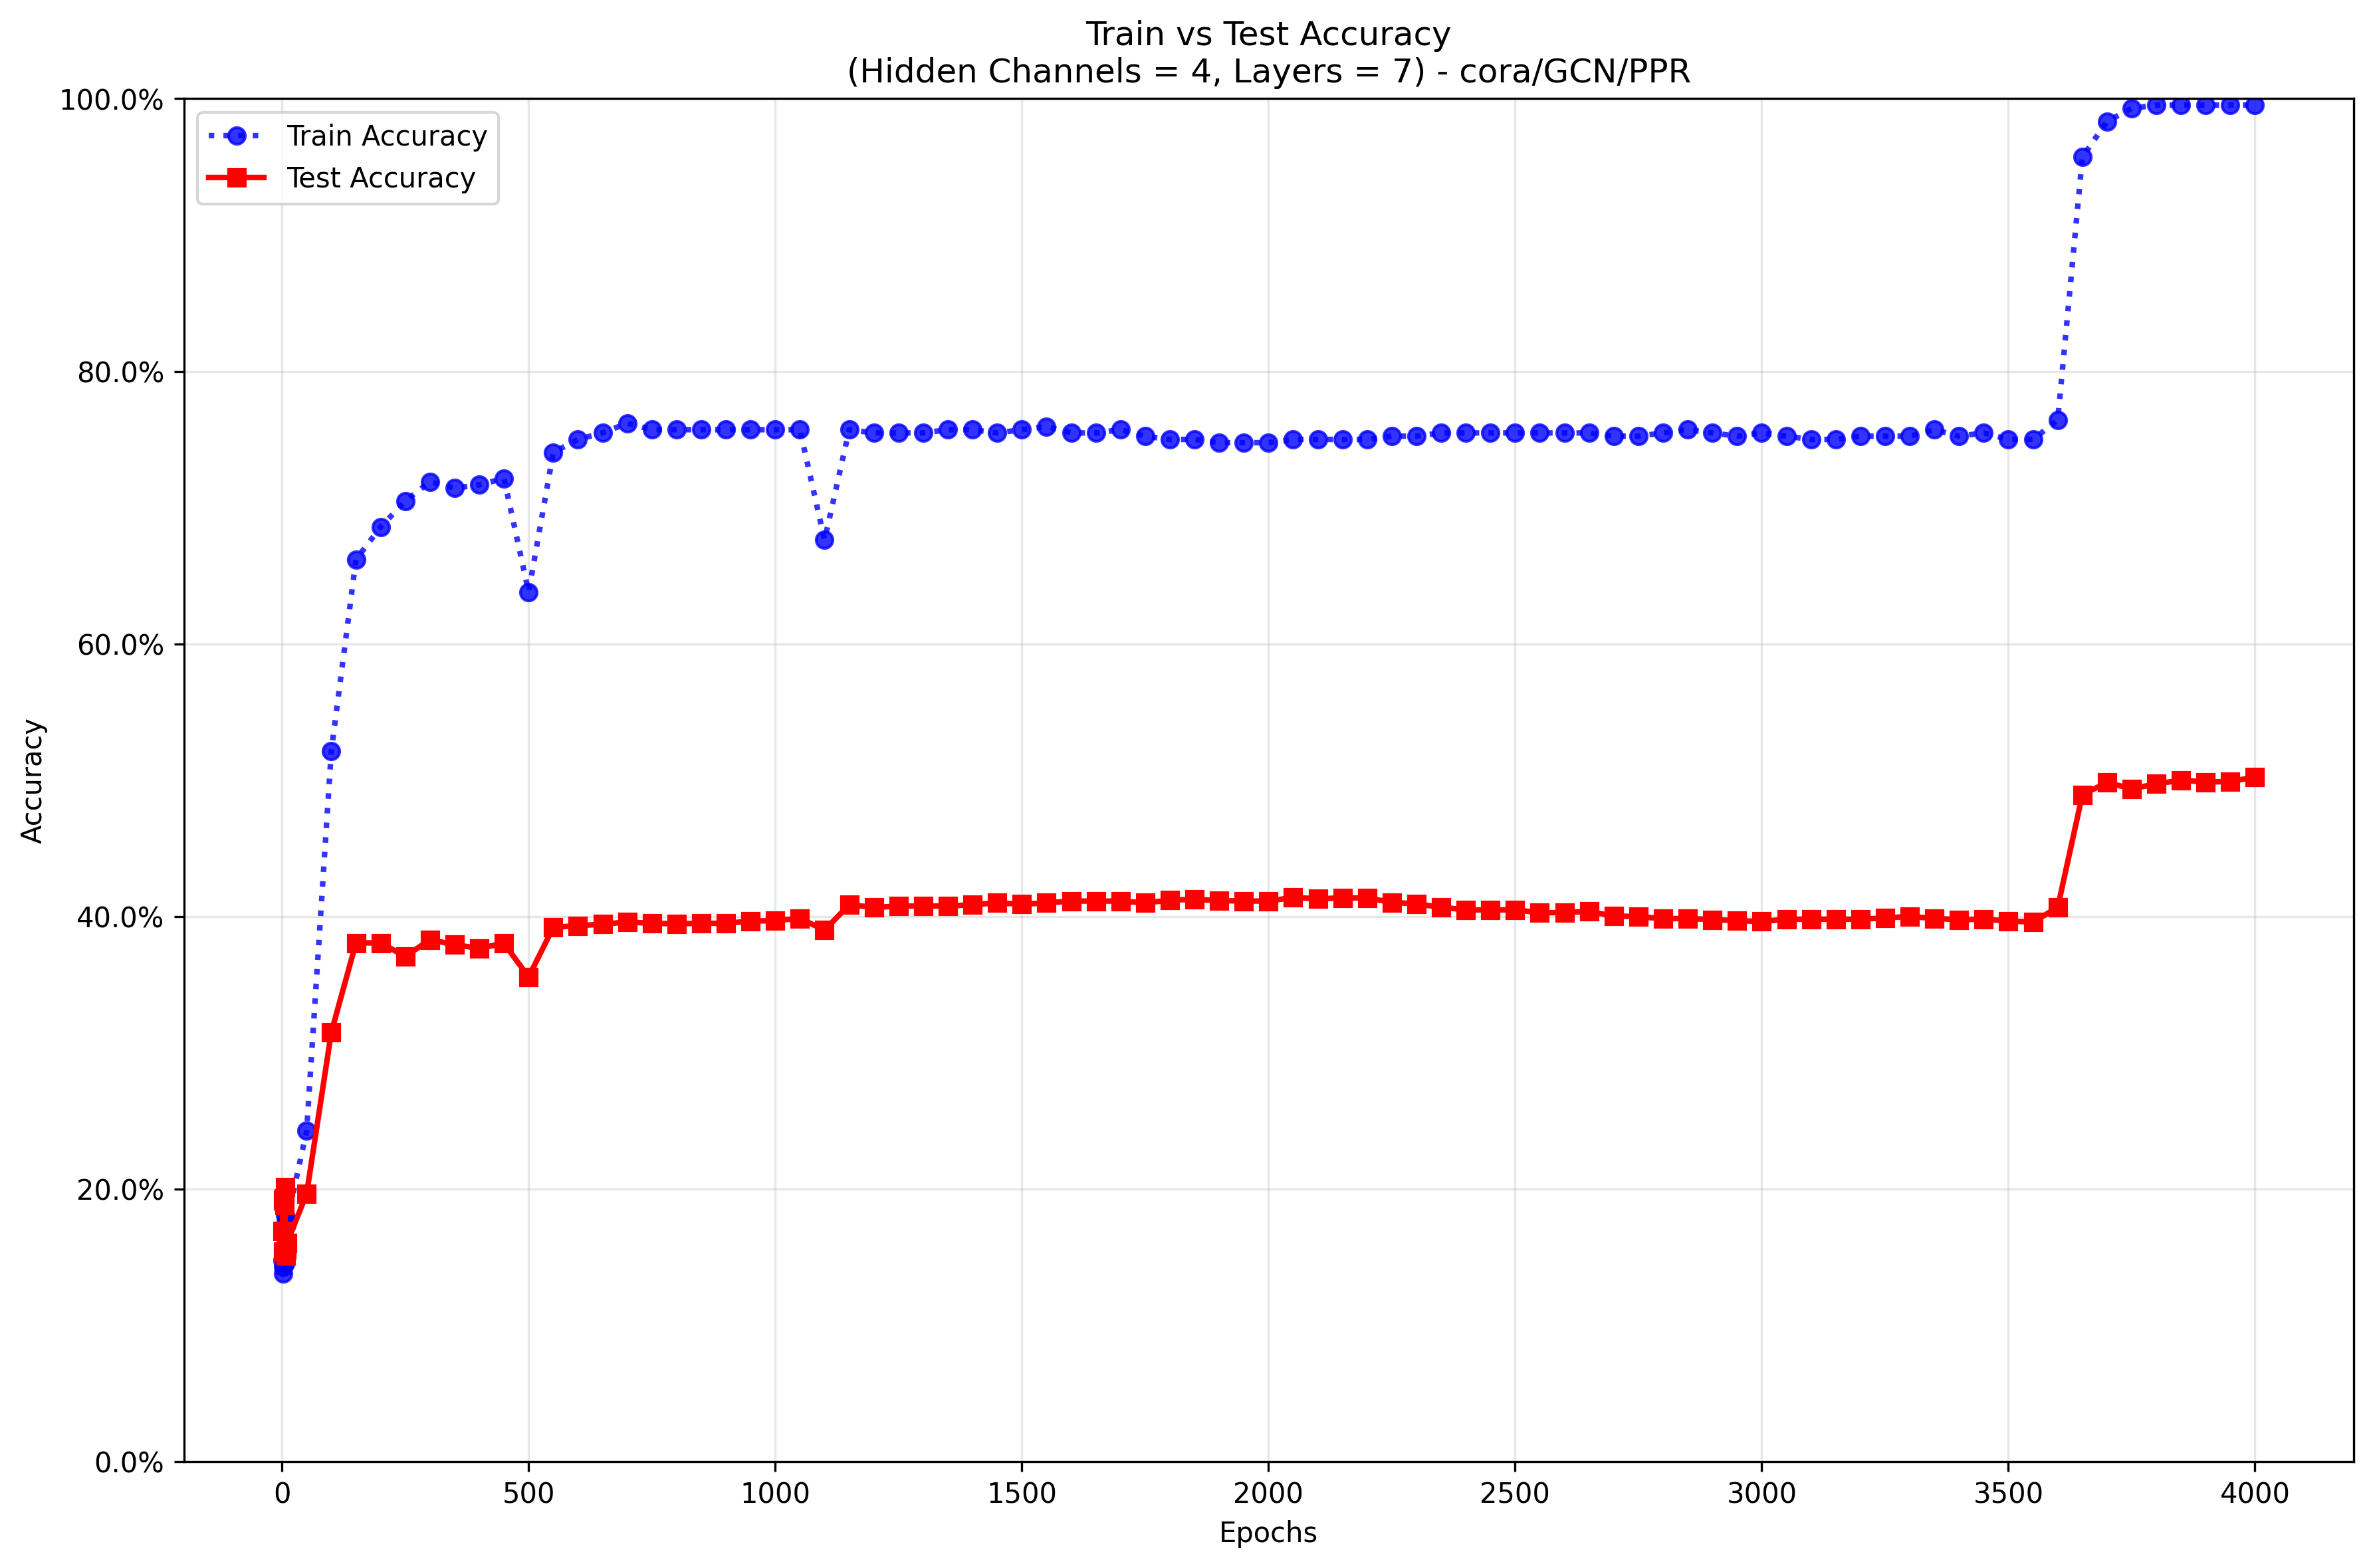 Train vs Test Accuracy
(Hidden Channels = 4, Layers = 7) - cora/GCN/PPR
Train Accuracy
Test Accuracy
Accuracy
100.0%
80.0%
60.0%
40.0%
20.0%
0.0%
0 500 1000 1500 2000 2500 3000 3500 4000
Epochs